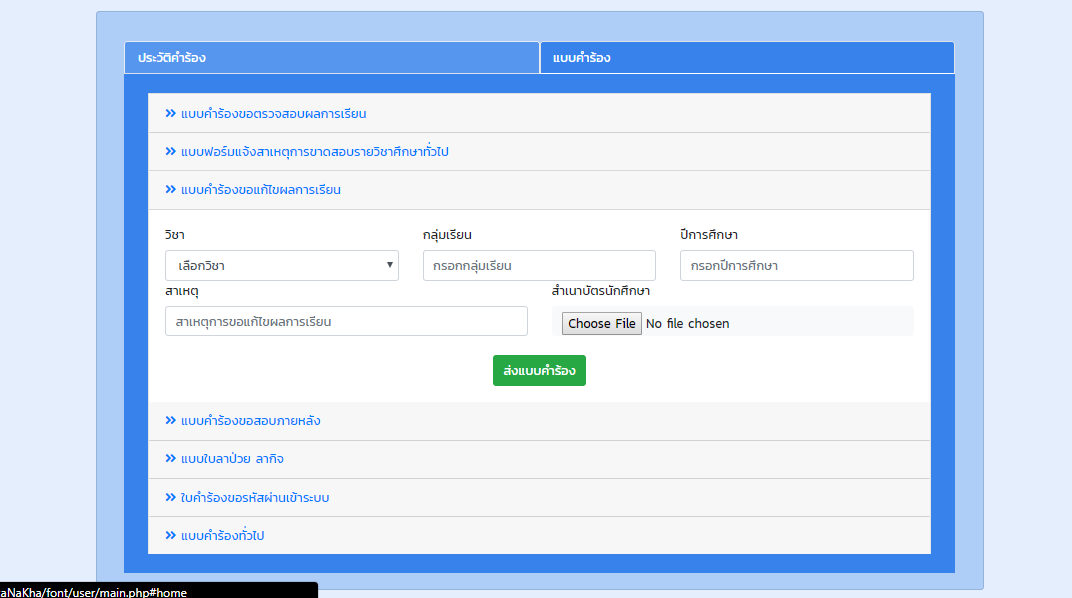 ประวัติคำร้อง
แบบคำร้อง
แบบคำร้องขอตรวจสอบผลการเรียน
แบบฟอร์มแจ้งสาเหตุการขาดสอบรายวิชาศึกษาทั่วไป
แบบคำร้องขอแก้ไขผลการเรียน
วิชา
กลุ่มเรียน
ปีการศึกษา
เลือกวิชา
กรอกกลุ่มเรียน
กรอกปีการศึกษา
สาเหตุ
สำเนาบัตรนักศึกษา
สาเหตุการขอแก้ไขผลการเรียน
Choose File No file chosen
ส่งแบบคำร้อง
แบบคำร้องขอสอบภายหลัง
แบบใบลาป่วย ลากิจ
ใบคำร้องขอรหัสผ่านเข้าระบบ
แบบคำร้องทั่วไป
aNaKha/font/user/main.php#home